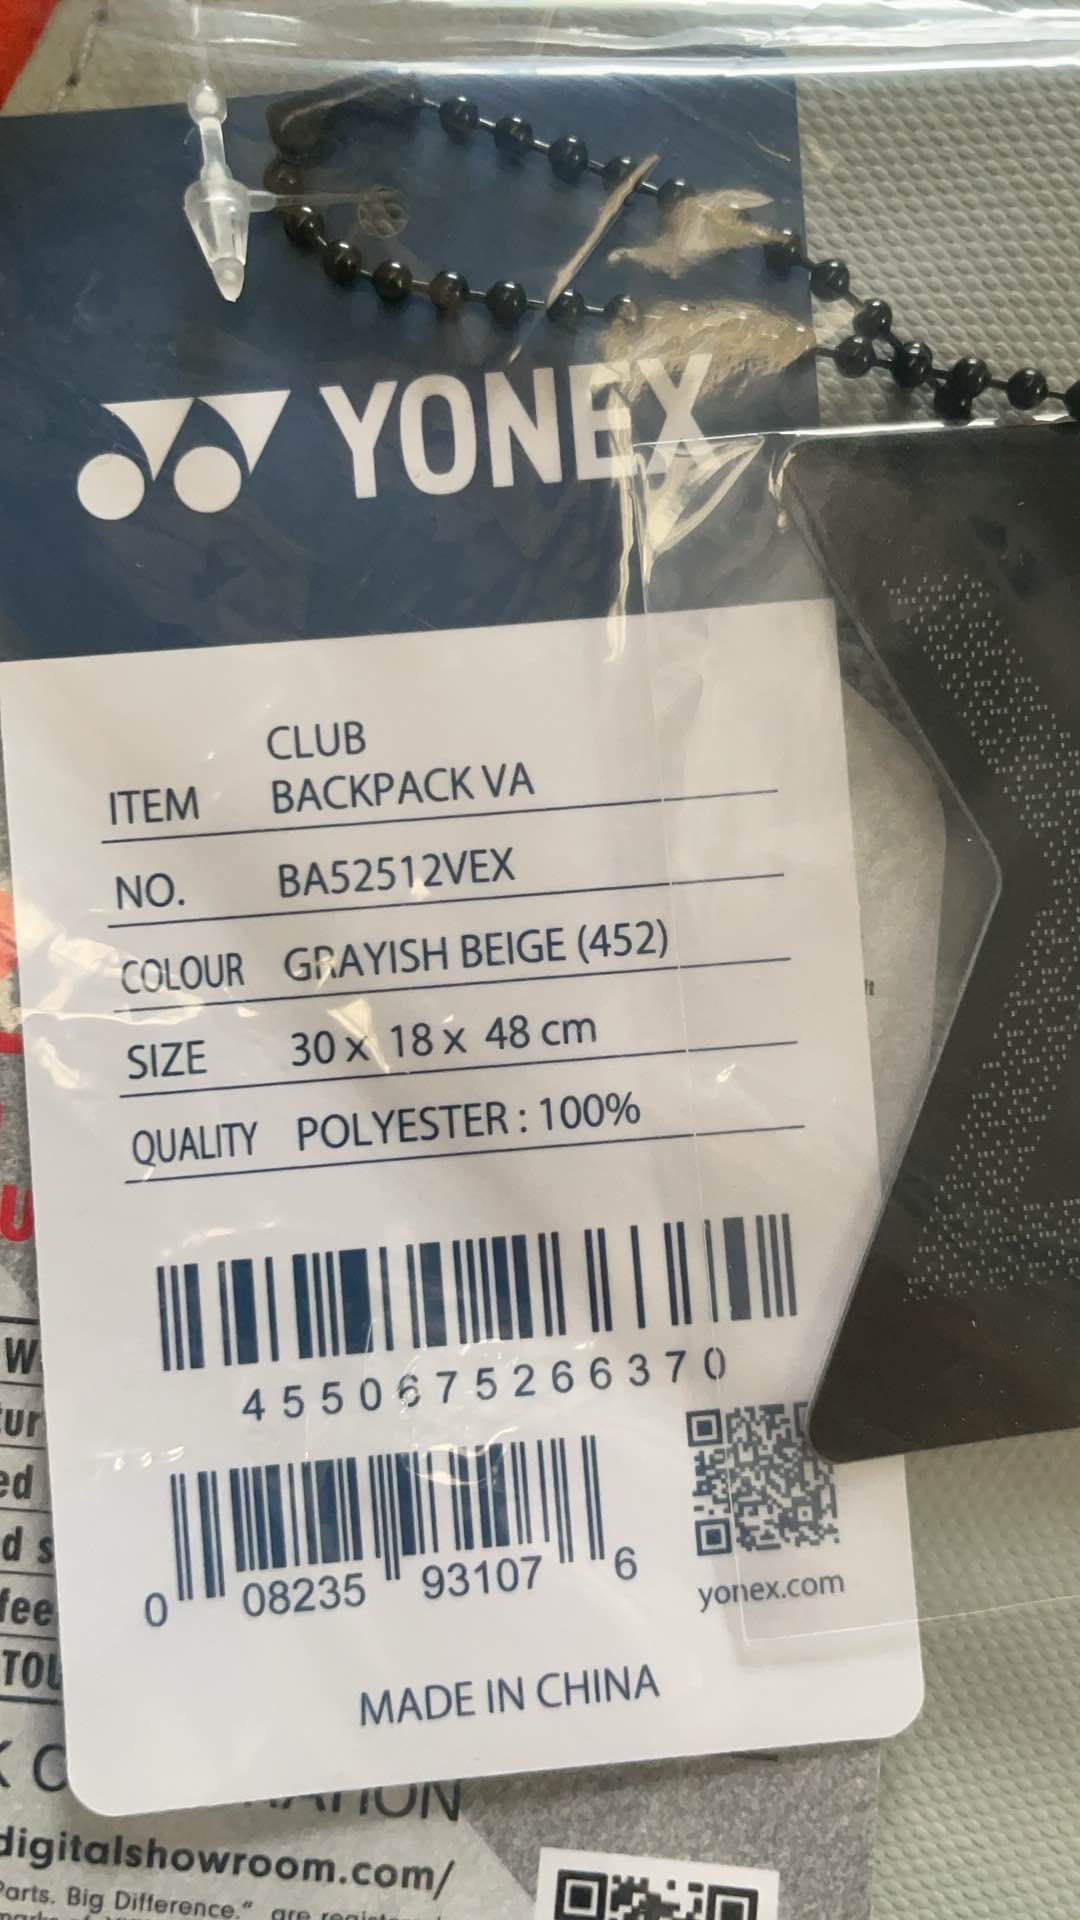 YONEX
CLUB
ITEM BACKPACK VA
NO. BA52512VEX
COLOUR GRAYISH BEIGE (452)
SIZE 30 x 18 x 48 cm
QUALITY POLYESTER : 100%
4550675266370
0 08235 93107 6
yonex.com
MADE IN CHINA
digitalshowroom.com/
Parts. Big Difference."